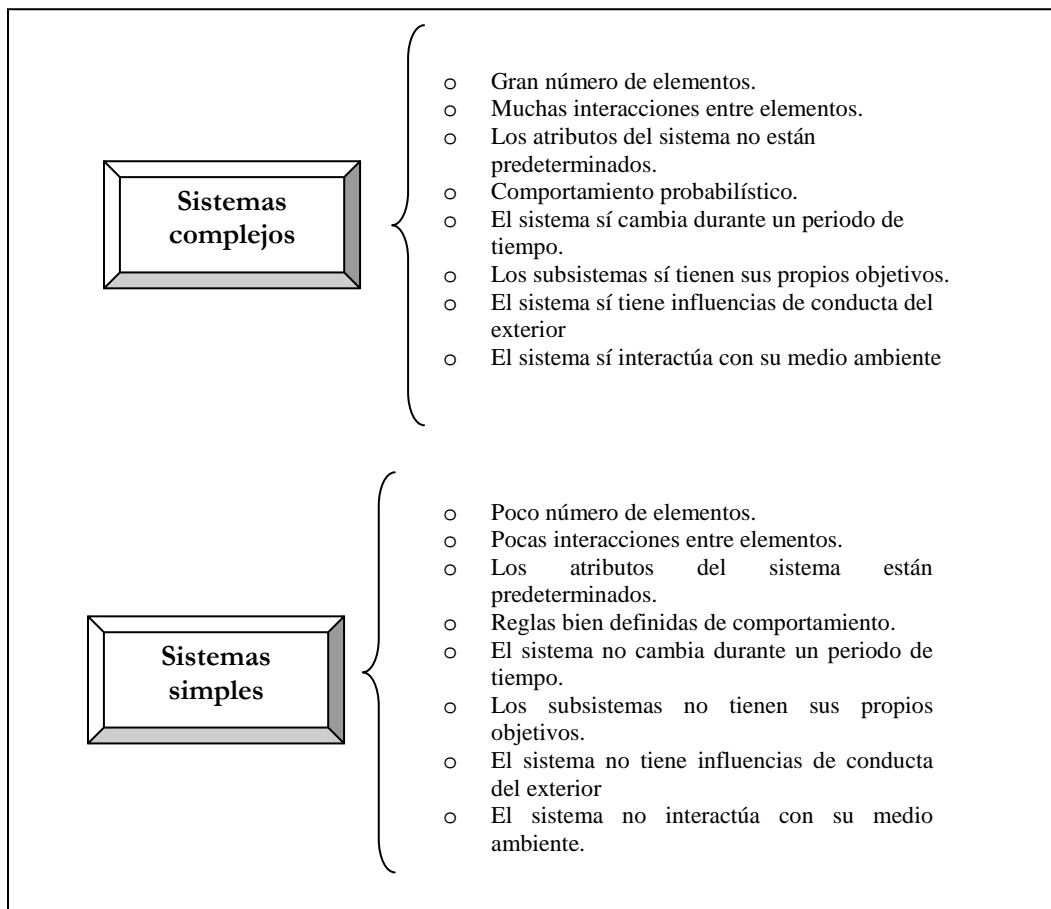 Sistemas
complejos
o Gran número de elementos.
o Muchas interacciones entre elementos.
o Los atributos del sistema no están
predeterminados.
o Comportamiento probabilístico.
o El sistema sí cambia durante un periodo de
tiempo.
o Los subsistemas sí tienen sus propios objetivos.
o El sistema sí tiene influencias de conducta del
exterior
o El sistema sí interactúa con su medio ambiente
Sistemas
simples
o Poco número de elementos.
o Pocas interacciones entre elementos.
o Los atributos del sistema están
predeterminados.
o Reglas bien definidas de comportamiento.
o El sistema no cambia durante un periodo de
tiempo.
o Los subsistemas no tienen sus propios
objetivos.
o El sistema no tiene influencias de conducta
del exterior
o El sistema no interactúa con su medio
ambiente.